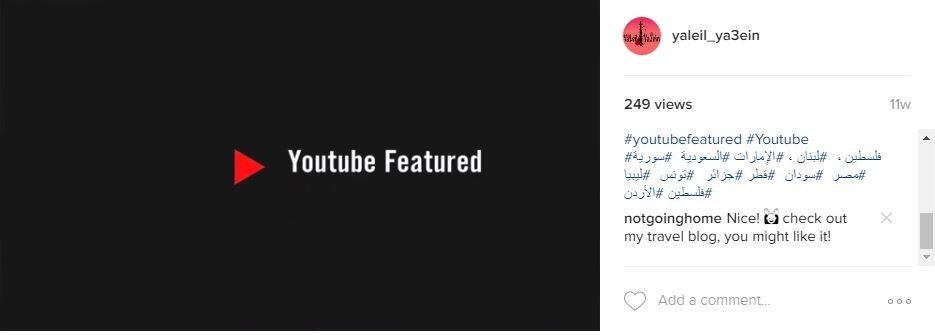 Youtube Featured
yaleil_ya3ein
249 views
11w
#youtubefeatured #Youtube
فلسطين ، #لبنان ، #الإمارات #السعودية #سورية#
#مصر #سودان #قطر #جزائر #تونس #ليبيا
#فلسطين #الأردن
notgoinghome Nice! check out
my travel blog, you might like it!
Add a comment...